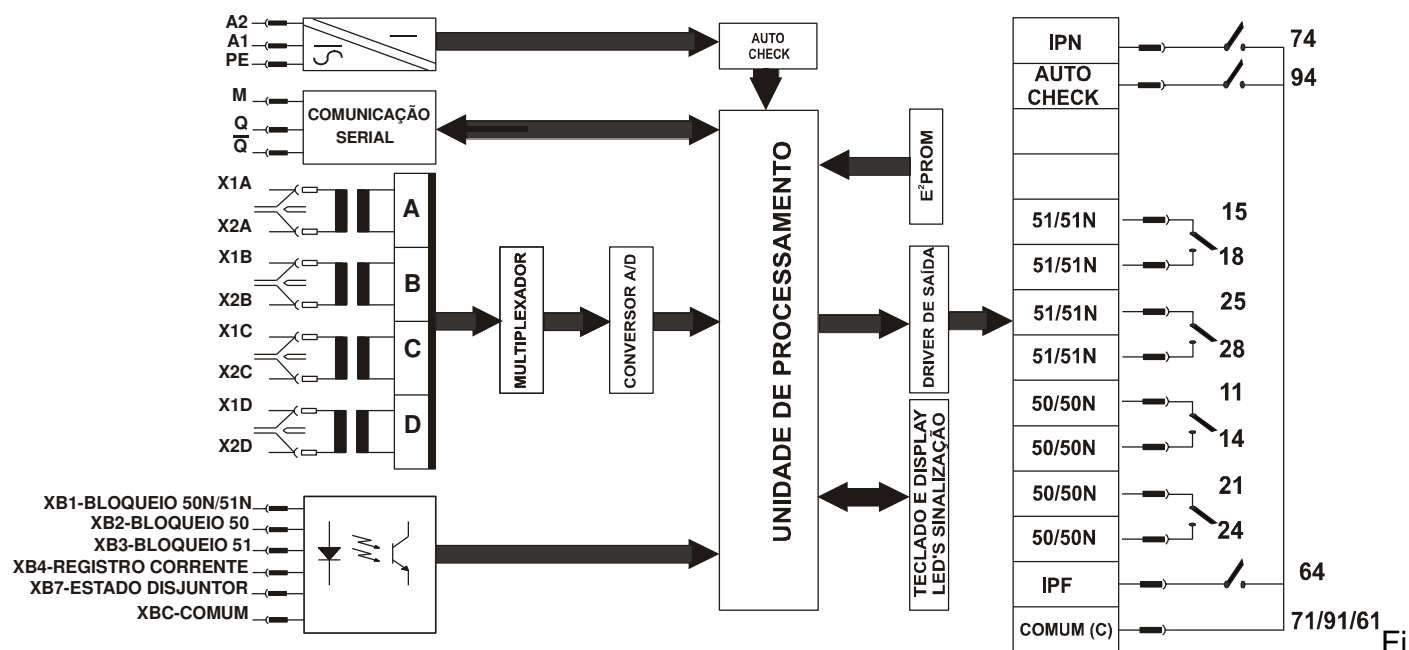 A2
A1
PE
AUTO
CHECK
M
Q
Q̅
COMUNICAÇÃO
SERIAL
X1A
X2A
A
X1B
X2B
B
X1C
X2C
C
X1D
X2D
D
MULTIPLEXADOR
CONVERSOR A/D
UNIDADE DE PROCESSAMENTO
E²PROM
DRIVER DE SAÍDA
TECLADO E DISPLAY
LED'S SINALIZAÇÃO
XB1-BLOQUEIO 50N/51N
XB2-BLOQUEIO 50
XB3-BLOQUEIO 51
XB4-REGISTRO CORRENTE
XB7-ESTADO DISJUNTOR
XBC-COMUM
IPN
74
AUTO
CHECK
94
51/51N
15
51/51N
18
51/51N
25
51/51N
28
50/50N
11
50/50N
14
50/50N
21
50/50N
24
IPF
64
COMUM (C)
71/91/61
Fi